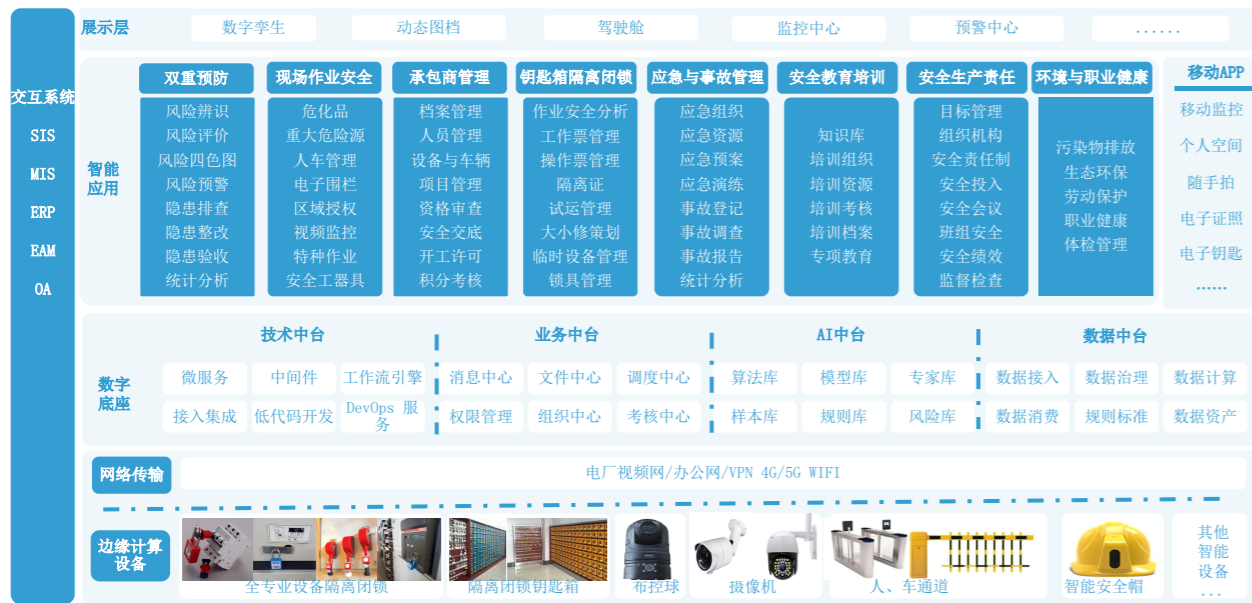 交互系统
SIS
MIS
ERP
EAM
OA
展示层
数字孪生
动态图档
驾驶舱
监控中心
预警中心
......
智能
应用
双重预防
风险辨识
风险评价
风险四色图
风险预警
隐患排查
隐患整改
隐患验收
统计分析
现场作业安全
危化品
重大危险源
人车管理
电子围栏
区域授权
视频监控
特种作业
安全工器具
承包商管理
档案管理
人员管理
设备与车辆
项目管理
资格审查
安全交底
开工许可
积分考核
钥匙箱隔离闭锁
作业安全分析
工作票管理
操作票管理
隔离证
试运管理
大小修策划
临时设备管理
锁具管理
应急与事故管理
应急组织
应急资源
应急预案
应急演练
事故登记
事故调查
事故报告
统计分析
安全教育培训
知识库
培训组织
培训资源
培训考核
培训档案
专项教育
安全生产责任
目标管理
组织机构
安全责任制
安全投入
安全会议
班组安全
安全绩效
监督检查
环境与职业健康
污染物排放
生态环保
劳动保护
职业健康
体检管理
移动APP
移动监控
个人空间
随手拍
电子证照
电子钥匙
......
数字
底座
技术中台
微服务
中间件
工作流引擎
接入集成
低代码开发
DevOps 服
务
业务中台
消息中心
文件中心
调度中心
权限管理
组织中心
考核中心
AI中台
算法库
模型库
专家库
样本库
规则库
风险库
数据中台
数据接入
数据治理
数据计算
数据消费
规则标准
数据资产
网络传输
电厂视频网/办公网/VPN 4G/5G WIFI
边缘计算
设备
全专业设备隔离闭锁
隔离闭锁钥匙箱
布控球
摄像机
人、车通道
智能安全帽
其他
智能
设备
...